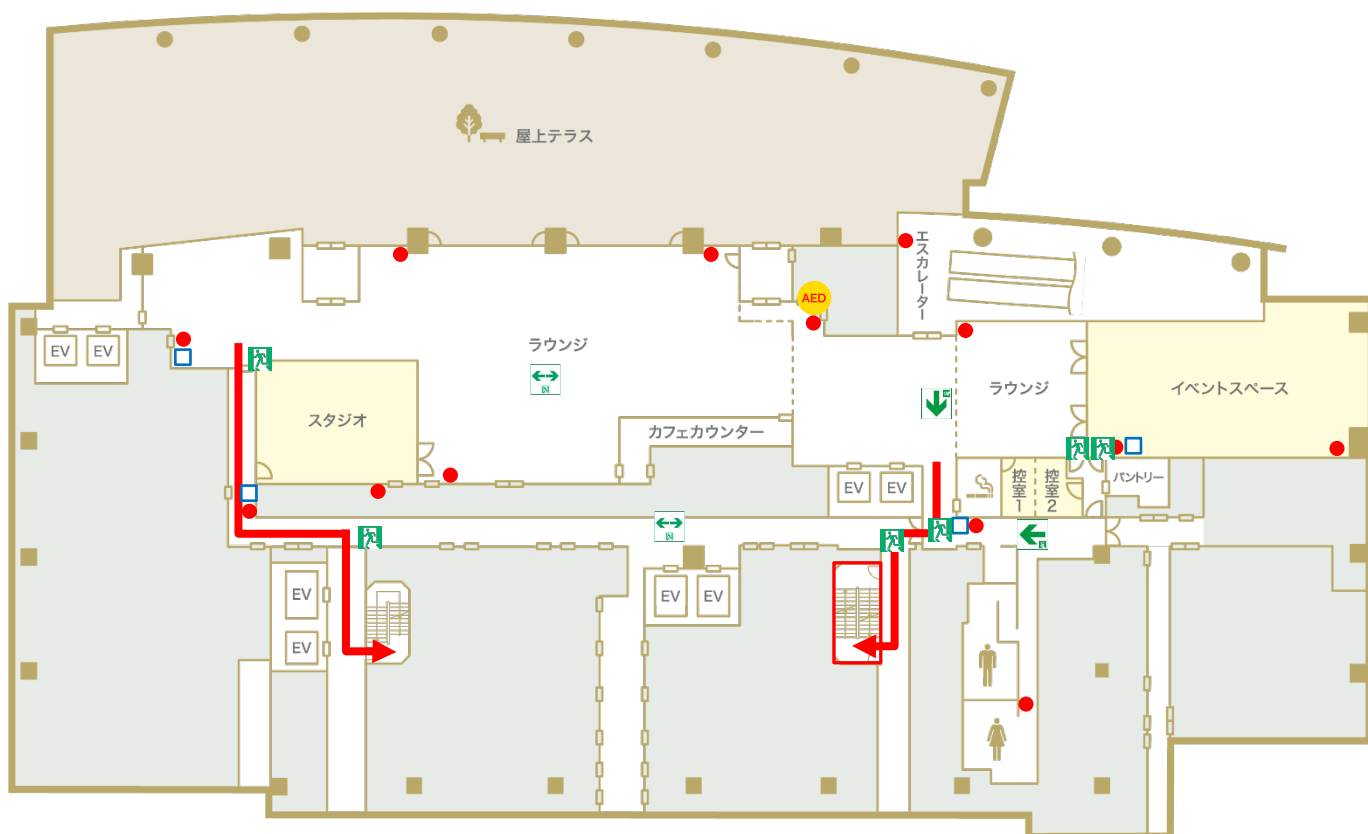 屋上テラス
エスカレーター
AED
EV
EV
ラウンジ
ラウンジ
イベントスペース
スタジオ
カフェカウンター
EV
EV
控室1
控室2
パントリー
EV
EV
EV
EV